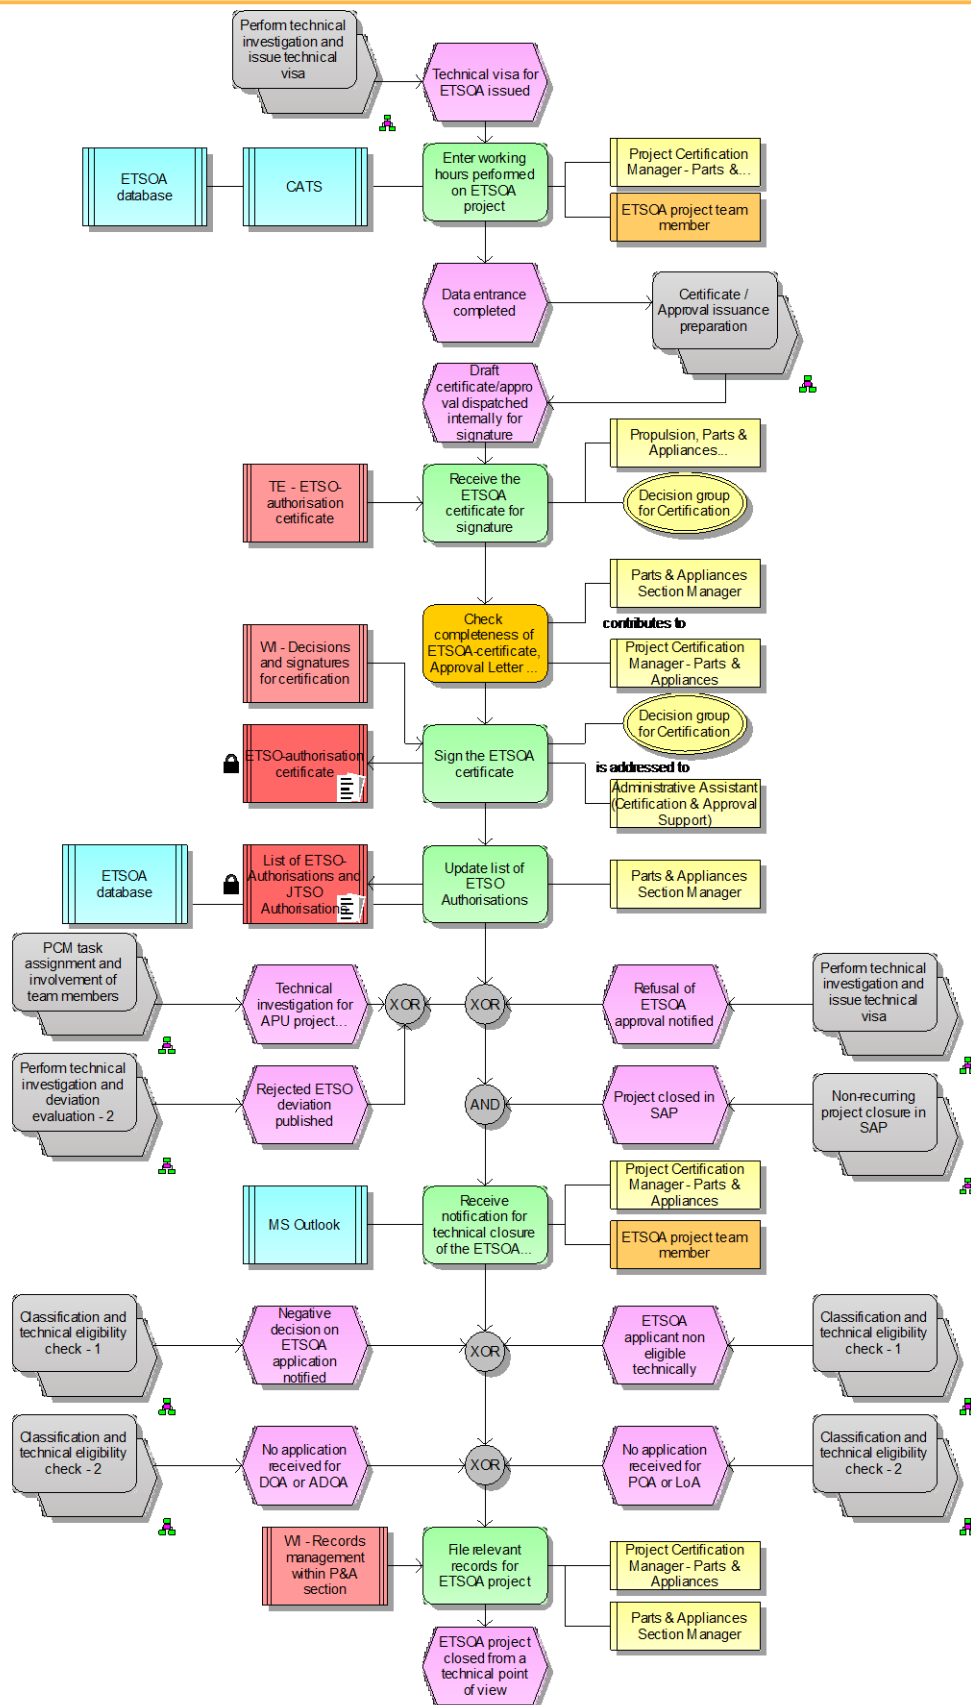 Perform technical
investigation and
issue technical
visa
Technical visa for
ETSOA issued
ETSOA
database
CATS
Enter working
hours performed
on ETSOA
project
Project Certification
Manager - Parts &...
ETSOA project team
member
Data entrance
completed
Certificate /
Approval issuance
preparation
Draft
certificate/appro
val dispatched
internally for
signature
TE - ETSO-
authorisation
certificate
Receive the
ETSOA
certificate for
signature
Propulsion, Parts &
Appliances...
Decision group
for Certification
Parts & Appliances
Section Manager
contributes to
Check
completeness of
ETSOA-certificate,
Approval Letter ...
Project Certification
Manager - Parts &
Appliances
WI - Decisions
and signatures
for certification
Decision group
for Certification
ETSO-authorisation
certificate
Sign the ETSOA
certificate
is addressed to
Administrative Assistant
(Certification & Approval
Support)
ETSOA
database
List of ETSO-
Authorisations and
JTSO
Authorisations
Update list of
ETSO
Authorisations
Parts & Appliances
Section Manager
PCM task
assignment and
involvement of
team members
Technical
investigation for
APU project...
XOR
XOR
Refusal of
ETSOA
approval notified
Perform technical
investigation and
issue technical
visa
Perform technical
investigation and
deviation
evaluation - 2
Rejected ETSO
deviation
published
AND
Project closed in
SAP
Non-recurring
project closure in
SAP
MS Outlook
Receive
notification for
technical closure
of the ETSOA...
Project Certification
Manager - Parts &
Appliances
ETSOA project team
member
Classification and
technical eligibility
check - 1
Negative
decision on
ETSOA
application
notified
XOR
ETSOA
applicant non
eligible
technically
Classification and
technical eligibility
check - 1
Classification and
technical eligibility
check - 2
No application
received for
DOA or ADOA
XOR
No application
received for
POA or LoA
Classification and
technical eligibility
check - 2
WI - Records
management
within P&A
section
File relevant
records for
ETSOA project
Project Certification
Manager - Parts &
Appliances
Parts & Appliances
Section Manager
ETSOA project
closed from a
technical point
of view